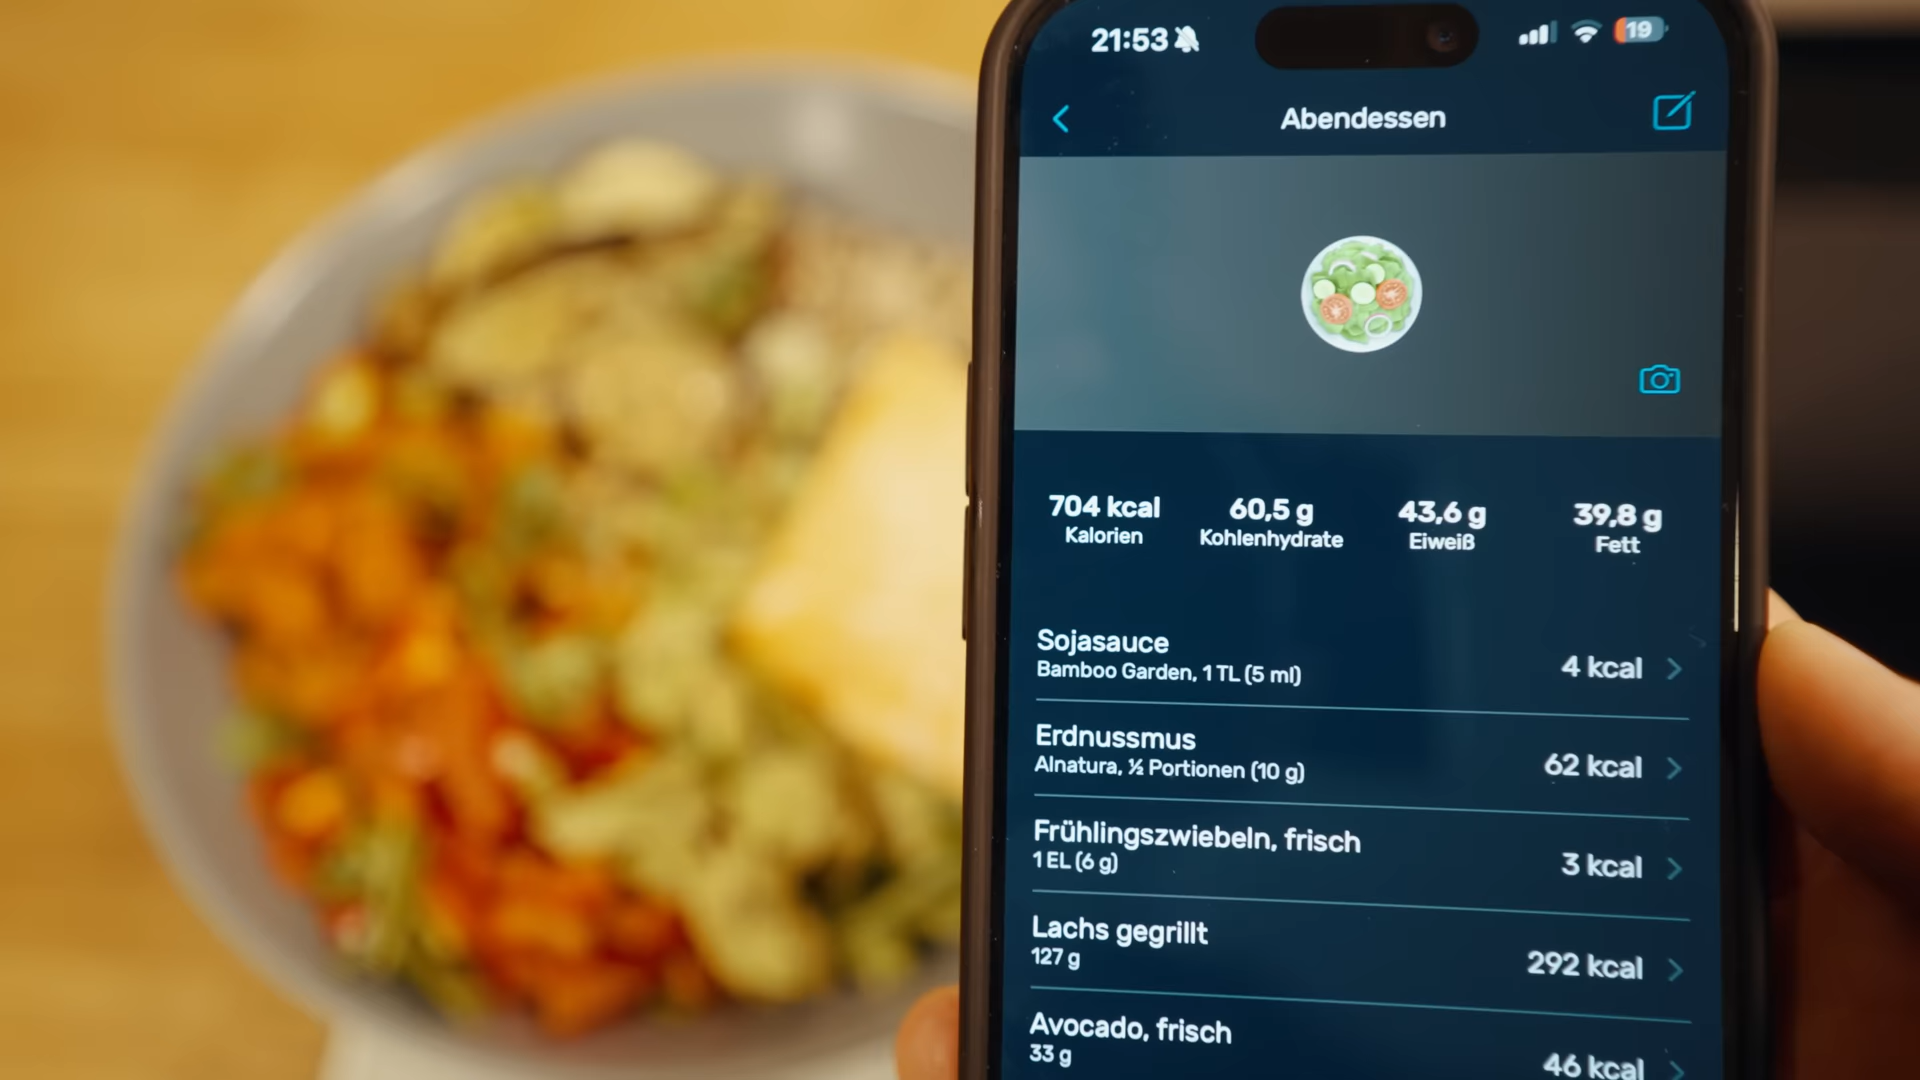 21:53
19
Abendessen
704 kcal
Kalorien
60,5 g
Kohlenhydrate
43,6 g
Eiweiß
39,8 g
Fett
Sojasauce
Bamboo Garden, 1 TL (5 ml)
4 kcal
Erdnussmus
Alnatura, ½ Portionen (10 g)
62 kcal
Frühlingszwiebeln, frisch
1 EL (6 g)
3 kcal
Lachs gegrillt
127 g
292 kcal
Avocado, frisch
33 g
46 kcal